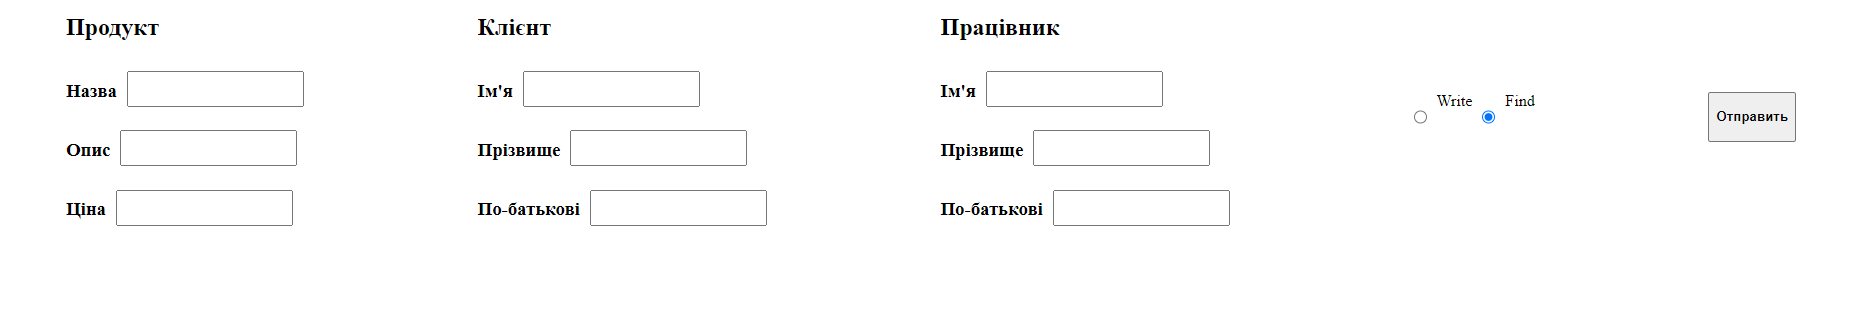 Продукт
Назва
Опис
Ціна
Клієнт
Ім'я
Прізвище
По-батькові
Працівник
Ім'я
Прізвище
По-батькові
Write Find
Отправить